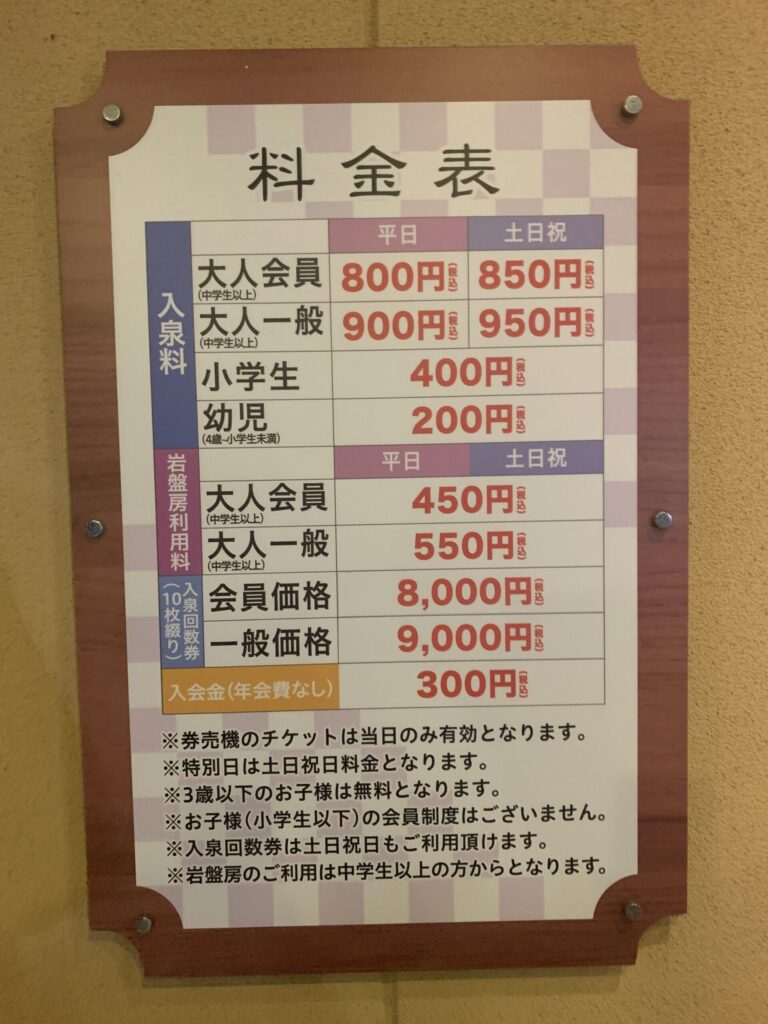 料金表
入泉料
平日 土日祝
大人会員 800円(税込) 850円(税込)
(中学生以上)
大人一般 900円(税込) 950円(税込)
(中学生以上)
小学生 400円(税込)
幼児 200円(税込)
(4歳~小学生未満)
岩盤房利用料
平日 土日祝
大人会員 450円(税込)
(中学生以上)
大人一般 550円(税込)
(中学生以上)
入泉回数券
(10枚綴り)
会員価格 8,000円(税込)
一般価格 9,000円(税込)
入会金(年会費なし) 300円(税込)
※券売機のチケットは当日のみ有効となります。
※特別日は土日祝日料金となります。
※3歳以下のお子様は無料となります。
※お子様(小学生以下)の会員制度はございません。
※入泉回数券は土日祝日もご利用頂けます。
※岩盤房のご利用は中学生以上の方からとなります。